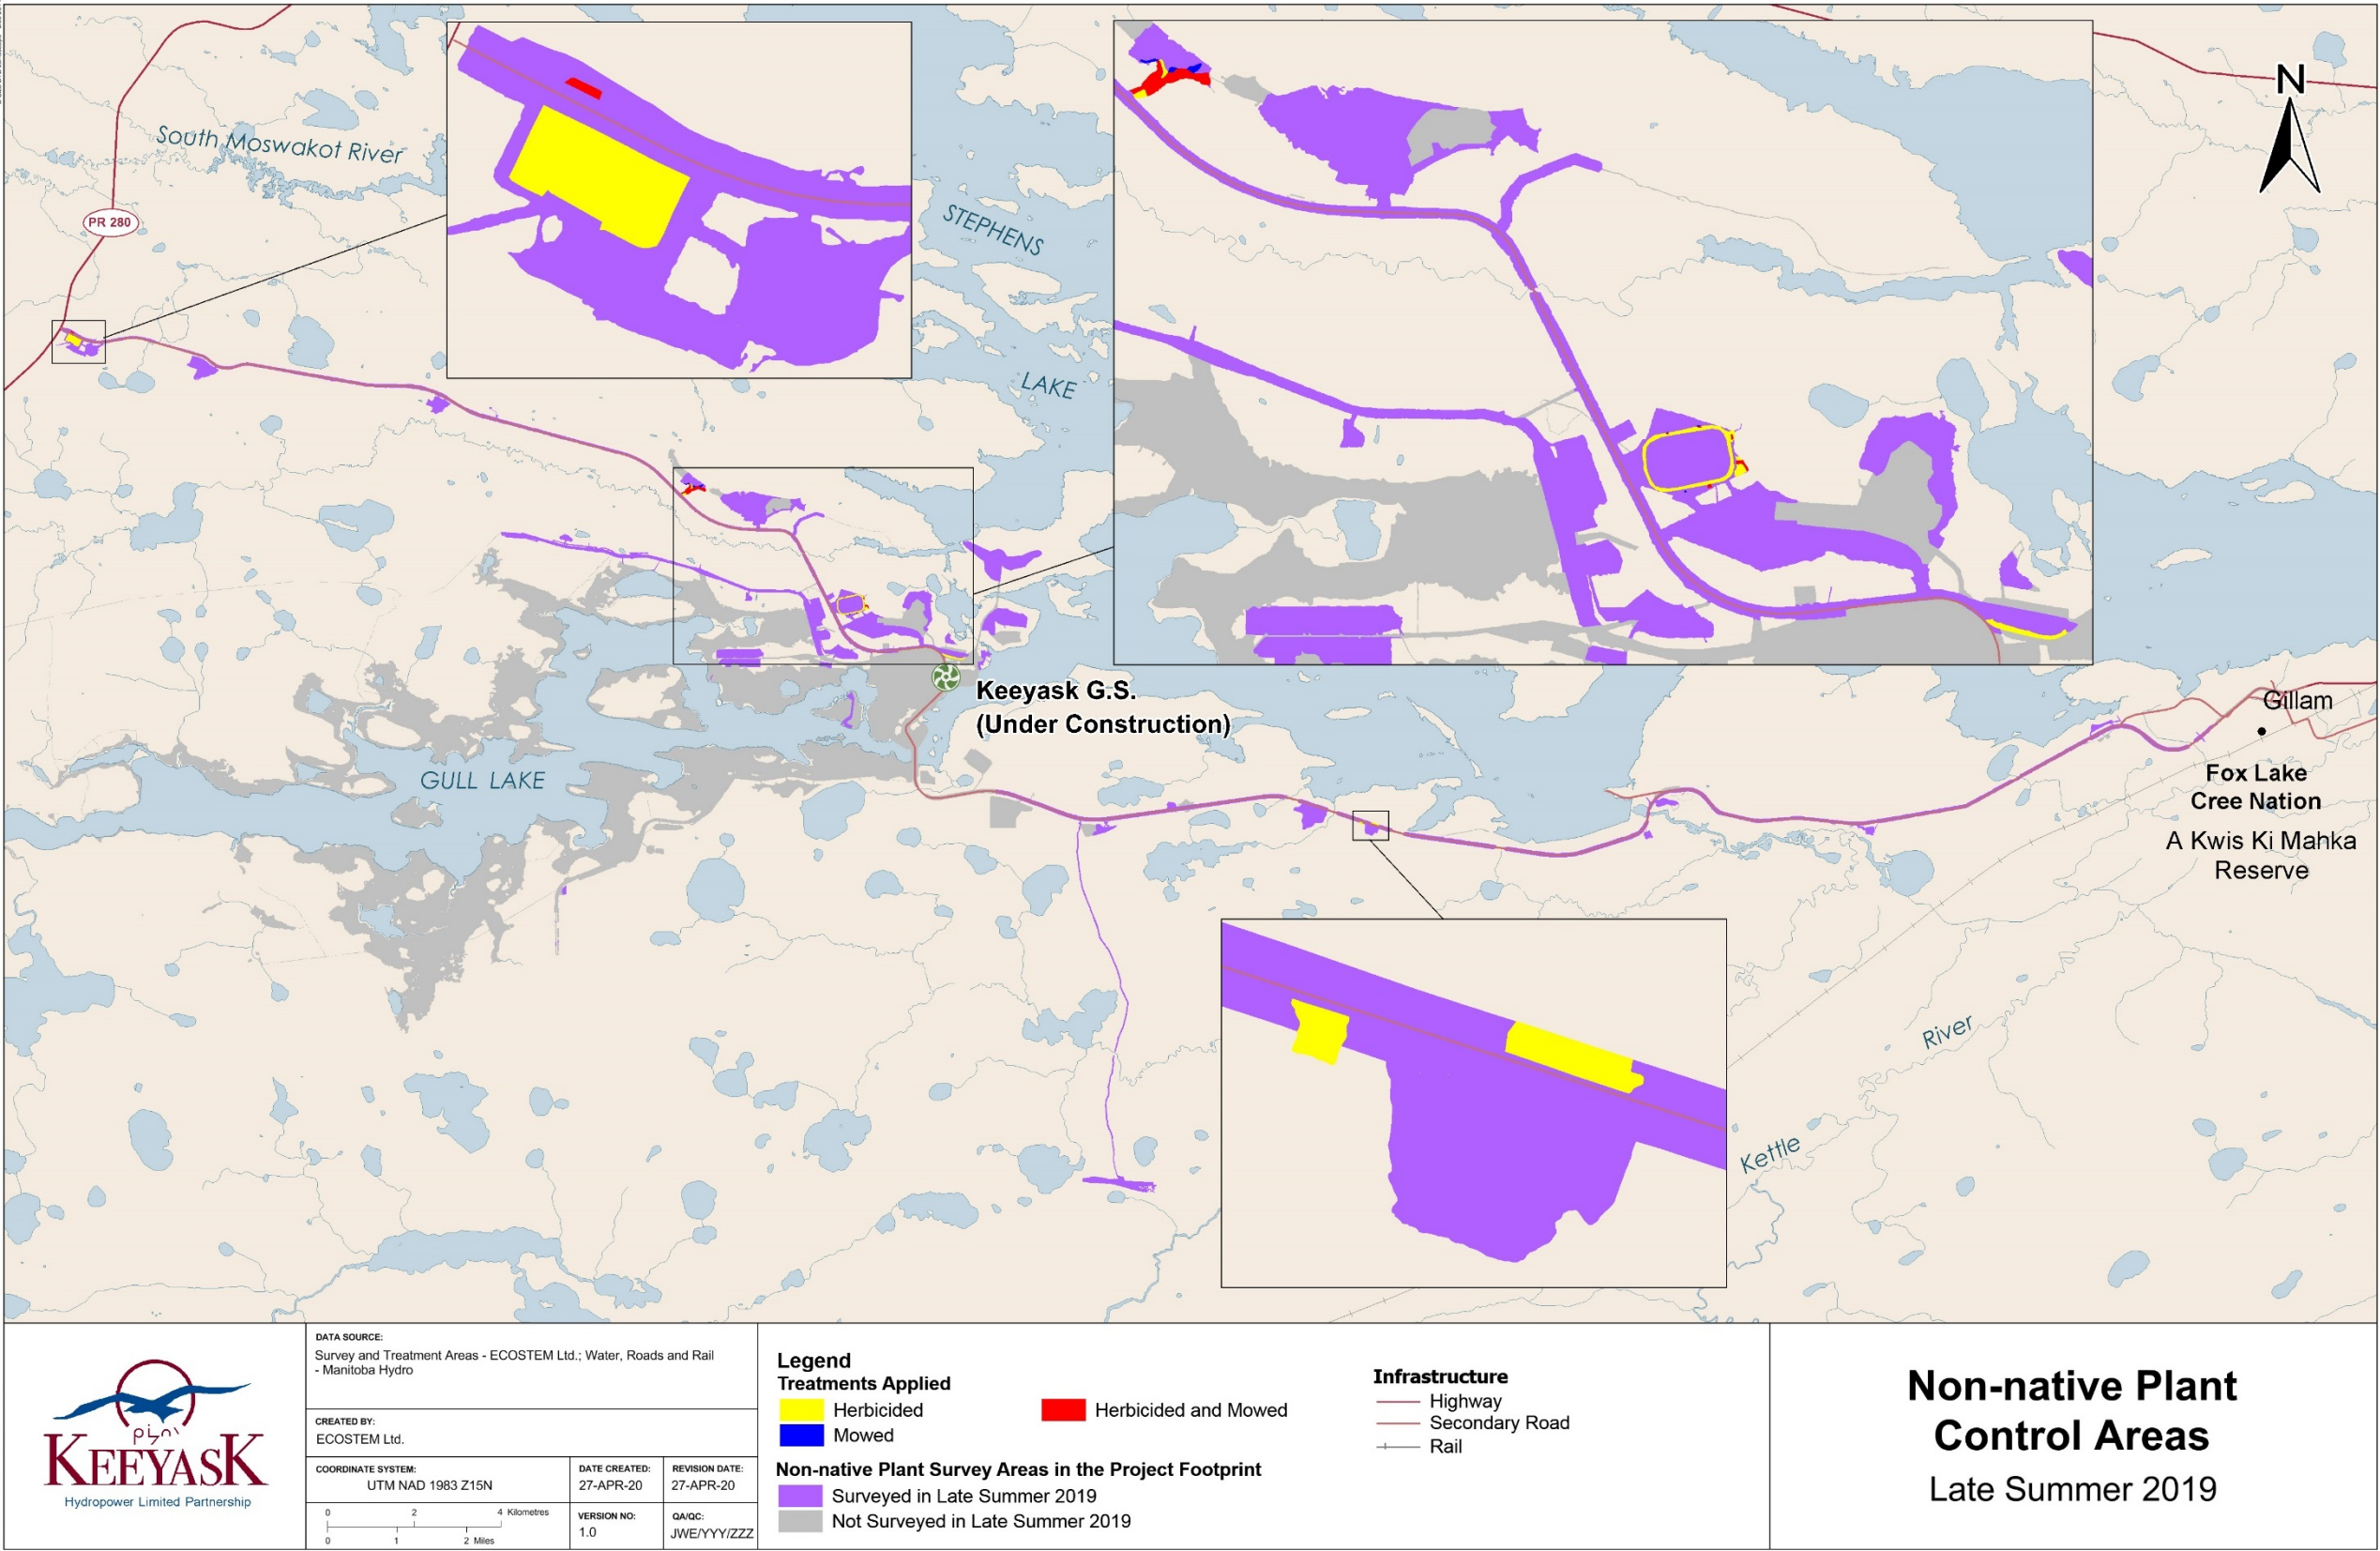 South Moswakot River
PR 280
STEPHENS
LAKE
N
Keeyask G.S.
(Under Construction)
GULL LAKE
Gillam
Fox Lake
Cree Nation
A Kwis Ki Mahka
Reserve
River
Kettle
KEEYASK
Hydropower Limited Partnership
DATA SOURCE:
Survey and Treatment Areas - ECOSTEM Ltd.; Water, Roads and Rail
- Manitoba Hydro
CREATED BY:
ECOSTEM Ltd.
COORDINATE SYSTEM:
UTM NAD 1983 Z15N
DATE CREATED:
27-APR-20
REVISION DATE:
27-APR-20
0 2 4 Kilometres
0 1 2 Miles
VERSION NO:
1.0
QA/QC:
JWE/YYY/ZZZ
Legend
Treatments Applied
Herbicided
Mowed
Herbicided and Mowed
Non-native Plant Survey Areas in the Project Footprint
Surveyed in Late Summer 2019
Not Surveyed in Late Summer 2019
Infrastructure
Highway
Secondary Road
Rail
Non-native Plant
Control Areas
Late Summer 2019